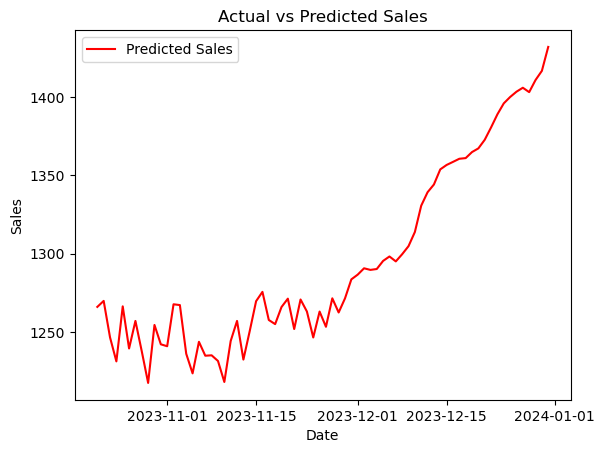 Actual vs Predicted Sales
Predicted Sales
1400
1350
1300
1250
Sales
2023-11-01 2023-11-15 2023-12-01 2023-12-15 2024-01-01
Date